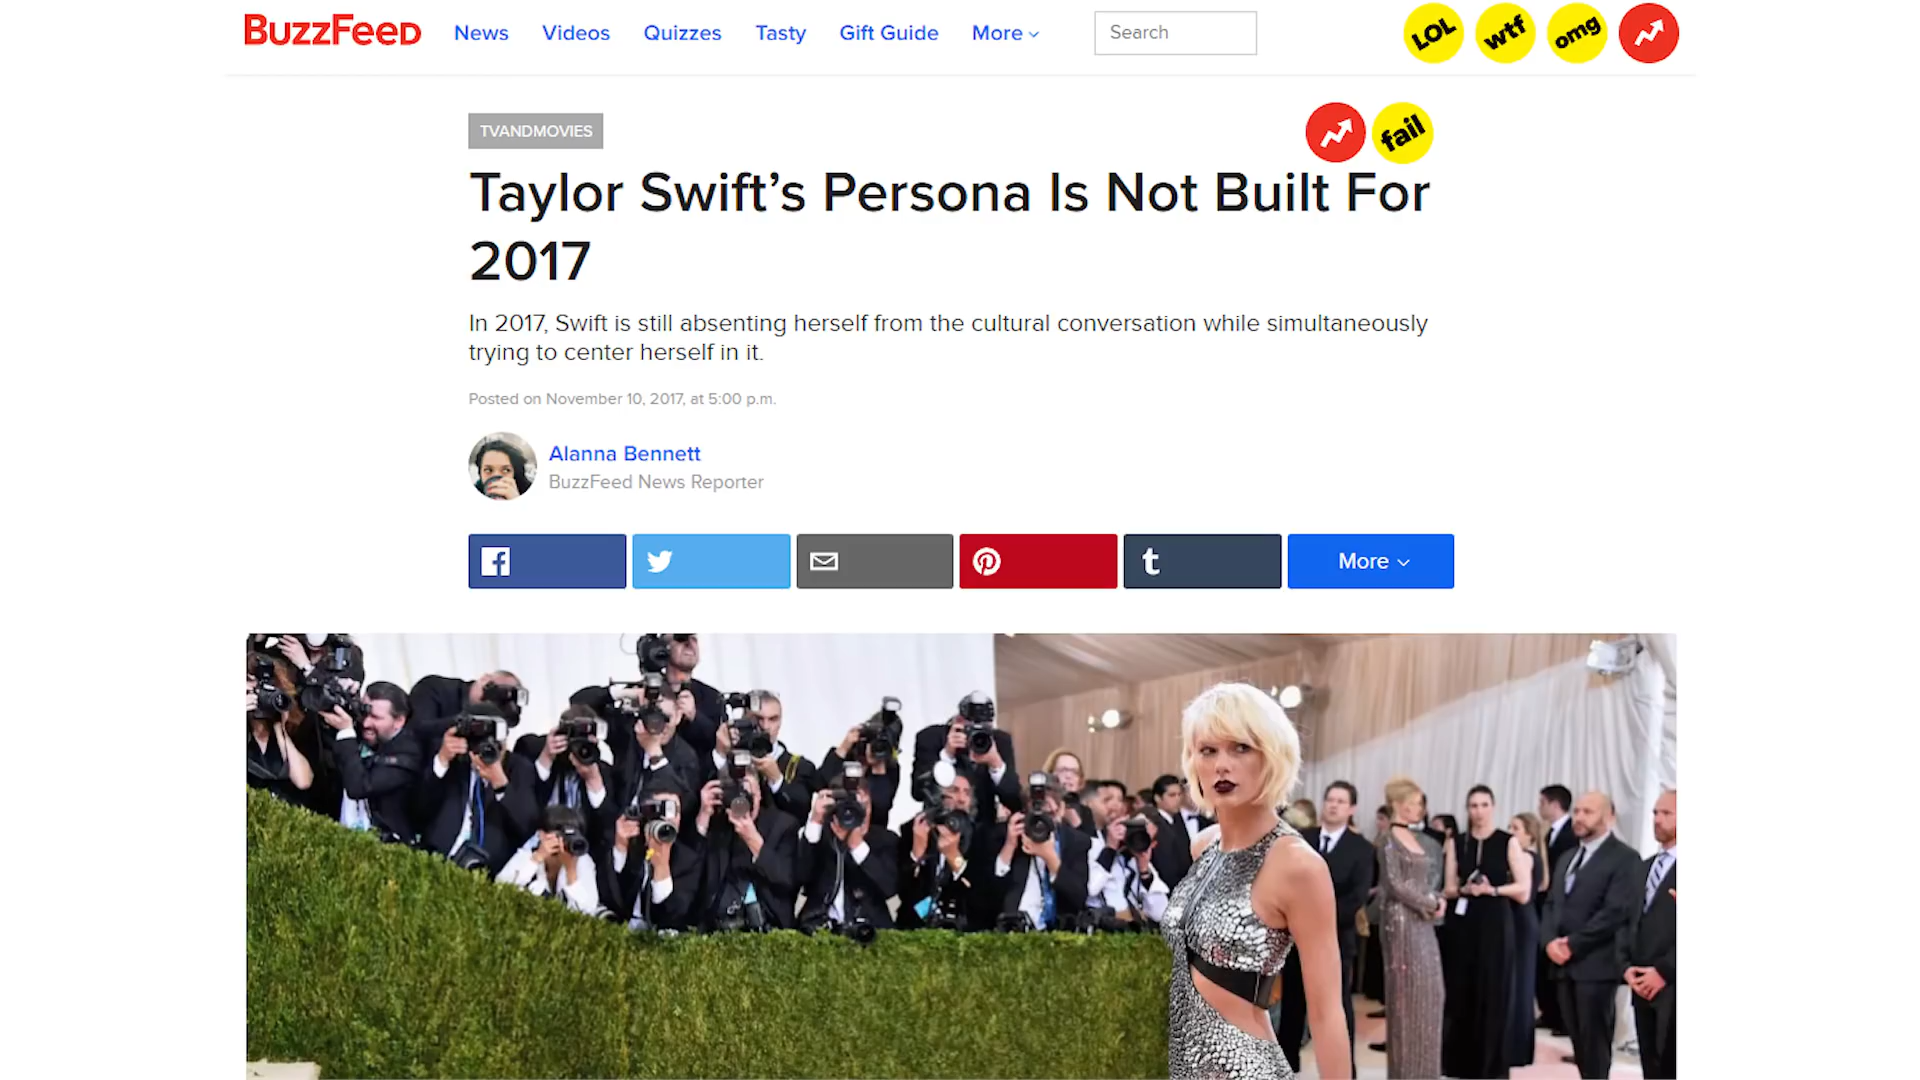 BuzzFeed
News Videos Quizzes Tasty Gift Guide More
Search
LOL wtf omg
TVANDMOVIES
fail
Taylor Swift’s Persona Is Not Built For
2017
In 2017, Swift is still absenting herself from the cultural conversation while simultaneously
trying to center herself in it.
Posted on November 10, 2017, at 5:00 p.m.
Alanna Bennett
BuzzFeed News Reporter
More